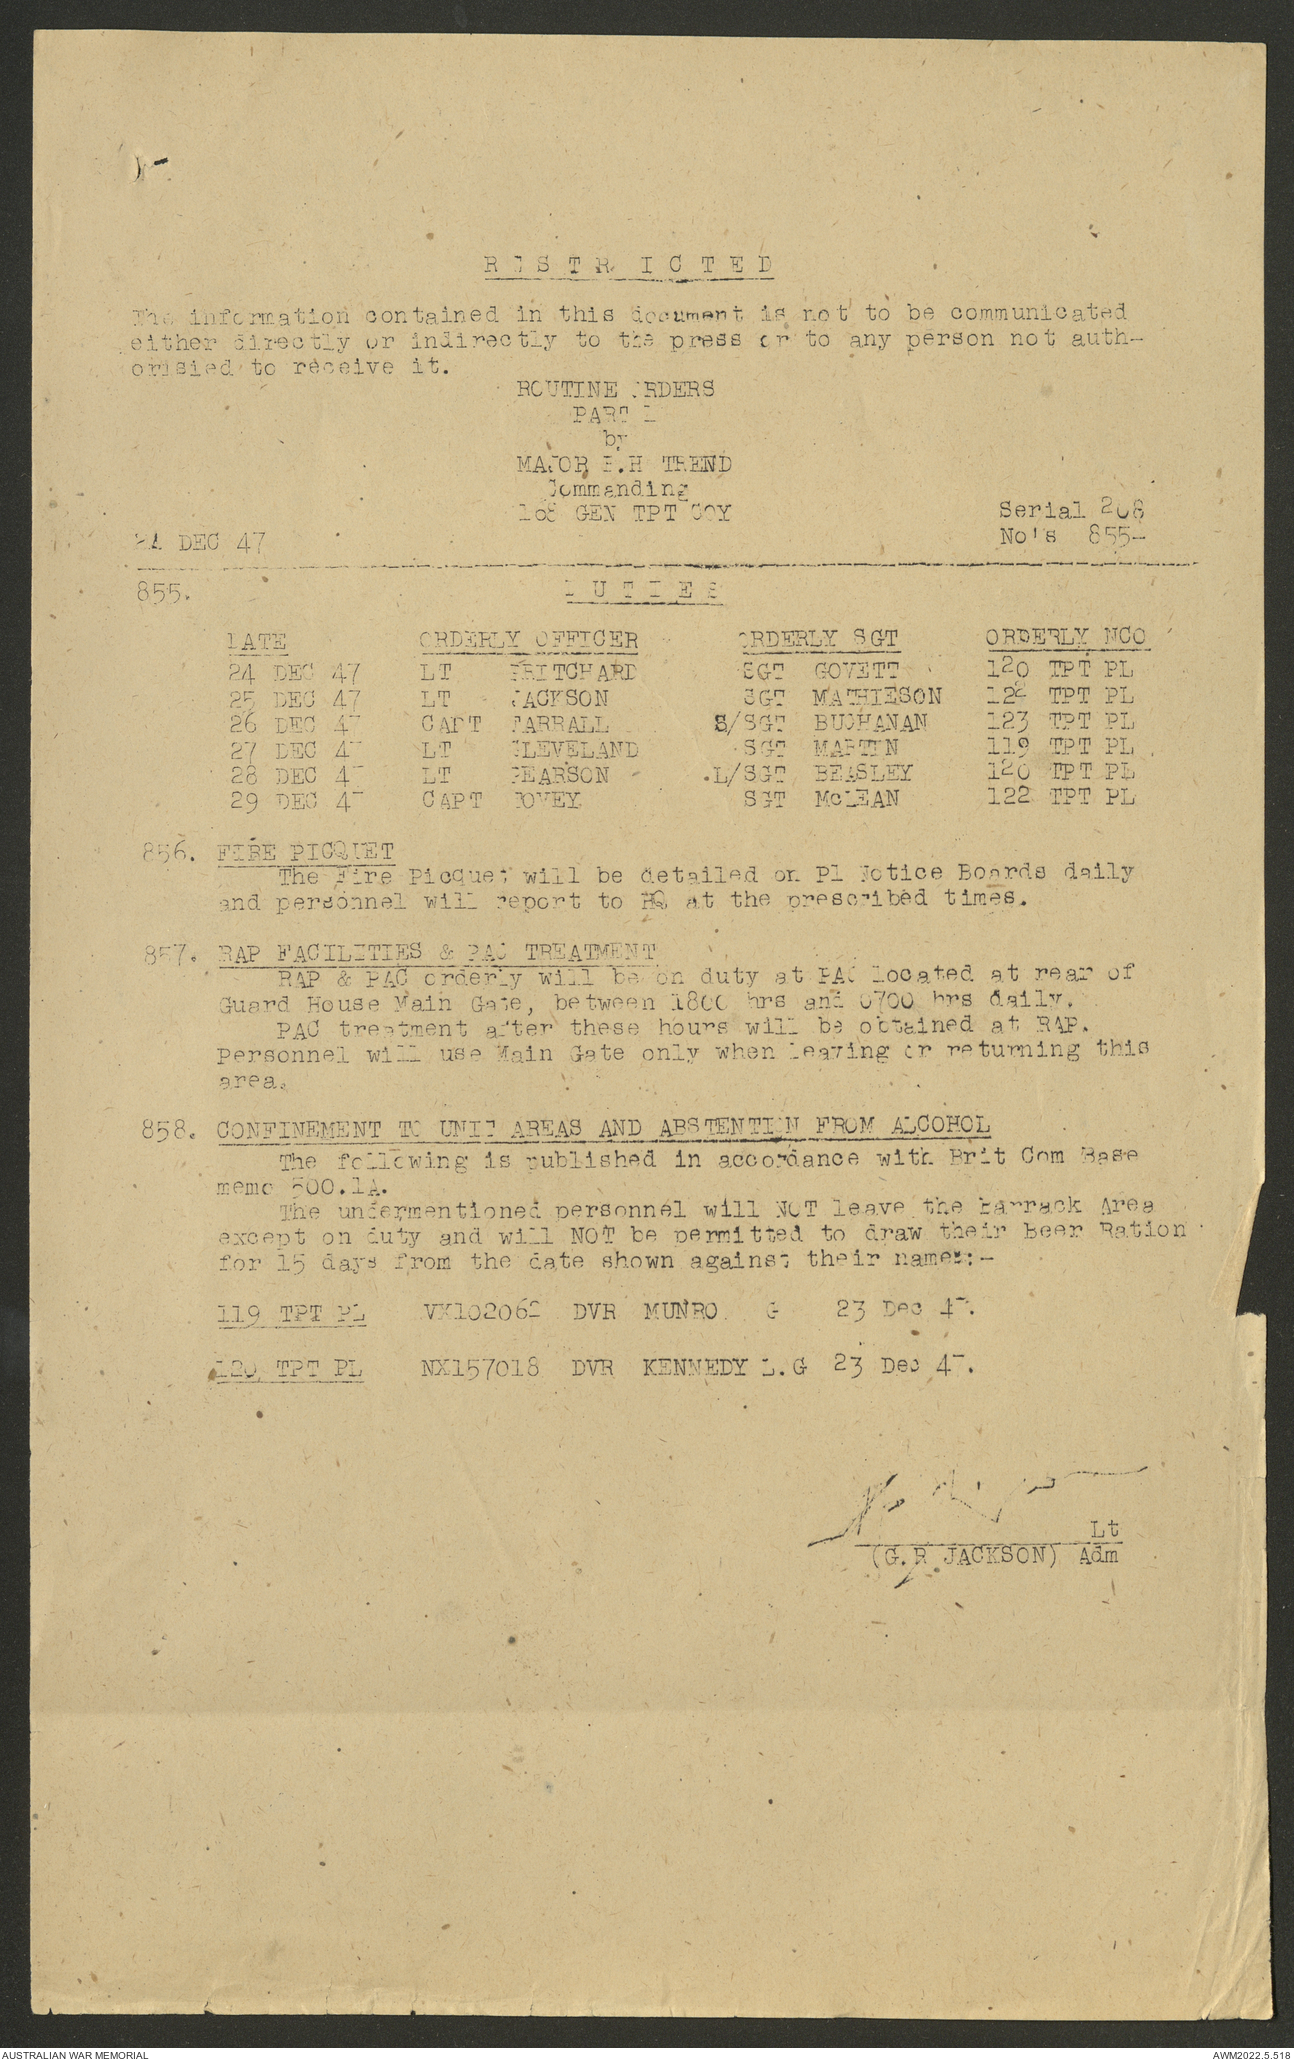 R E S T R I C T E D
The information contained in this document is not to be communicated
either directly or indirectly to the press or to any person not auth-
orisied to receive it.
ROUTINE ORDERS
PART 1
by
MAJOR .H TREND
Commanding
168 GEN TPT COY
Serial 208
24 DEC 47
No's 855-
855.
D U T I E S
DATE ORDERLY OFFICER ORDERLY SGT ORDERLY NCO
24 DEC 47 LT PRITCHARD SGT GOVETT 120 TPT PL
25 DEC 47 LT JACKSON SGT MATHIESON 122 TPT PL
26 DEC 47 CAPT FARRALL S/SGT BUCHANAN 123 TPT PL
27 DEC 47 LT CLEVELAND SGT MARTIN 119 TPT PL
28 DEC 47 LT PEARSON L/SGT BEASLEY 120 TPT PL
29 DEC 47 CAPT SGT McLEAN 122 TPT PL
856. FIRE PICQUET
The Fire Picquet will be detailed on Pl Notice Boards daily
and personnel will report to HQ at the prescribed times.
857. RAP FACILITIES & PAC TREATMENT
RAP & PAC orderly will be on duty at PAC located at rear of
Guard House Main Gate, between 1800 hrs and 0700 hrs daily.
PAC treatment after these hours will be obtained at RAP.
Personnel will use Main Gate only when leaving or returning this
area.
858. CONFINEMENT TO UNIT AREAS AND ABSTENTION FROM ALCOHOL
The following is published in accordance with Brit Com Base
memo 500.1A.
The undermentioned personnel will NOT leave the Barrack Area
except on duty and will NOT be permitted to draw their Beer Ration
for 15 days from the date shown against their names:-
119 TPT PL VX102062 DVR MUNRO G 23 Dec 47.
120 TPT PL NX157018 DVR KENNEDY L.G 23 Dec 47.
Lt
(G.R JACKSON) Adm
AUSTRALIAN WAR MEMORIAL
AWM2022.5.518